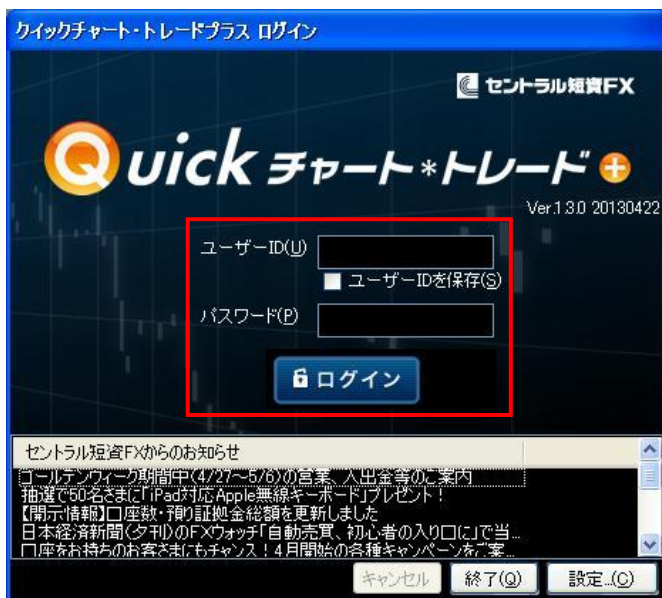 クイックチャート・トレードプラス ログイン
セントラル短資FX
Quick チャート*トレード+
Ver.1.3.0 20130422
ユーザーID(U)
ユーザーIDを保存(S)
パスワード(P)
ログイン
セントラル短資FXからのお知らせ
ゴールデンウィーク期間中(4/27~5/6)の営業、入出金等のご案内
抽選で50名さまに「iPad対応Apple無線キーボード」プレゼント!
【開示情報】口座数・預り証拠金総額を更新しました
日本経済新聞(夕刊)のFXウォッチ「自動売買、初心者の入り口に」で当...
口座をお持ちのお客さまにもチャンス!4月開始の各種キャンペーンをご案...
キャンセル 終了(Q) 設定...(C)